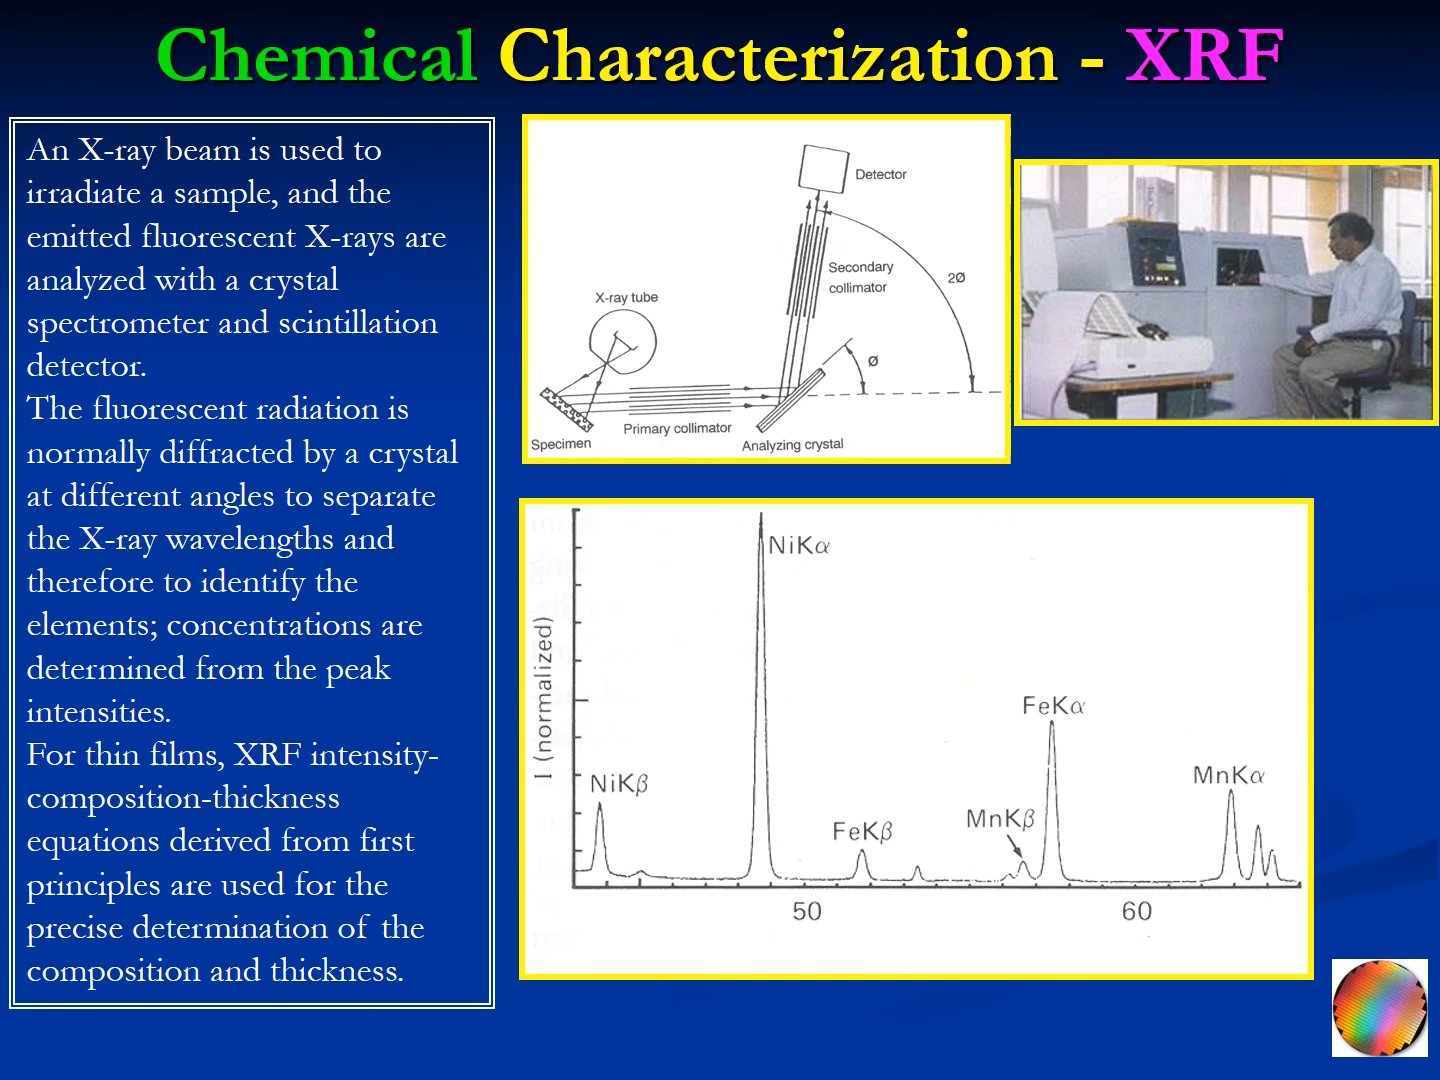 Chemical Characterization - XRF
An X-ray beam is used to
irradiate a sample, and the
emitted fluorescent X-rays are
analyzed with a crystal
spectrometer and scintillation
detector.
The fluorescent radiation is
normally diffracted by a crystal
at different angles to separate
the X-ray wavelengths and
therefore to identify the
elements; concentrations are
determined from the peak
intensities.
For thin films, XRF intensity-
composition-thickness
equations derived from first
principles are used for the
precise determination of the
composition and thickness.
Detector
Secondary
collimator
2Ø
X-ray tube
Ø
Primary collimator
Specimen
Analyzing crystal
I (normalized)
NiKα
FeKα
MnKα
NiKβ
MnKβ
FeKβ
50
60